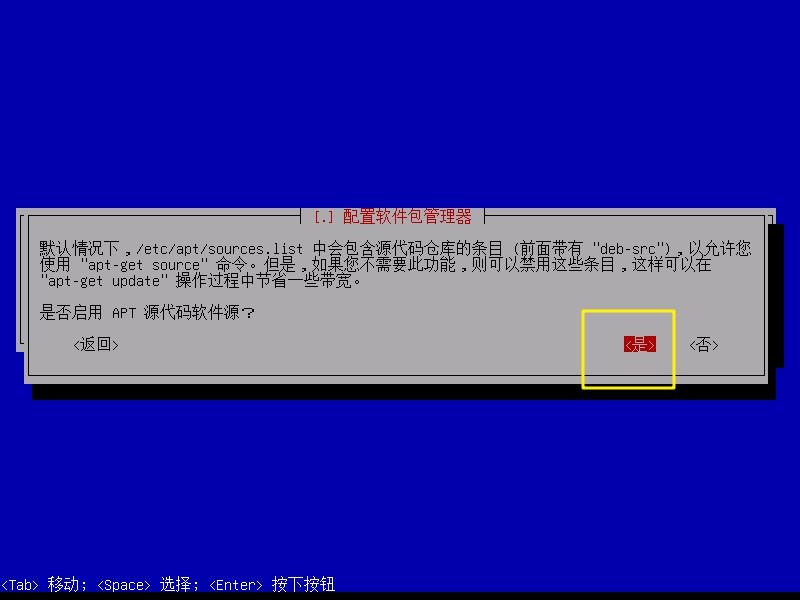 [.] 配置软件包管理器
默认情况下,/etc/apt/sources.list 中会包含源代码仓库的条目 (前面带有 "deb-src"),以允许您
使用 "apt-get source" 命令。但是,如果您不需要此功能,则可以禁用这些条目,这样可以在
"apt-get update" 操作过程中节省一些带宽。
是否启用 APT 源代码软件源?
<返回> <是> <否>
<Tab> 移动; <Space> 选择; <Enter> 按下按钮